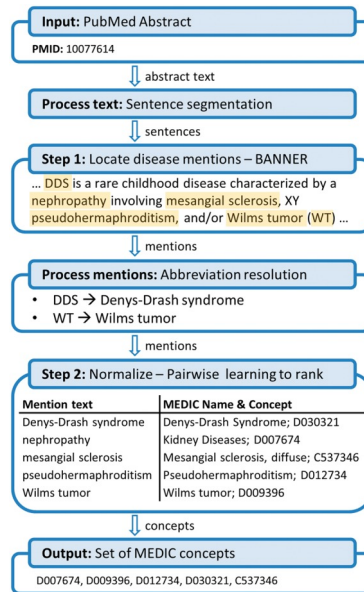 Input: PubMed Abstract
PMID: 10077614
abstract text
Process text: Sentence segmentation
sentences
Step 1: Locate disease mentions – BANNER
... DDS is a rare childhood disease characterized by a
nephropathy involving mesangial sclerosis, XY
pseudohermaphroditism, and/or Wilms tumor (WT) ...
mentions
Process mentions: Abbreviation resolution
• DDS → Denys-Drash syndrome
• WT → Wilms tumor
mentions
Step 2: Normalize – Pairwise learning to rank
Mention text MEDIC Name & Concept
Denys-Drash syndrome Denys-Drash Syndrome; D030321
nephropathy Kidney Diseases; D007674
mesangial sclerosis Mesangial sclerosis, diffuse; C537346
pseudohermaphroditism Pseudohermaphroditism; D012734
Wilms tumor Wilms tumor; D009396
concepts
Output: Set of MEDIC concepts
D007674, D009396, D012734, D030321, C537346